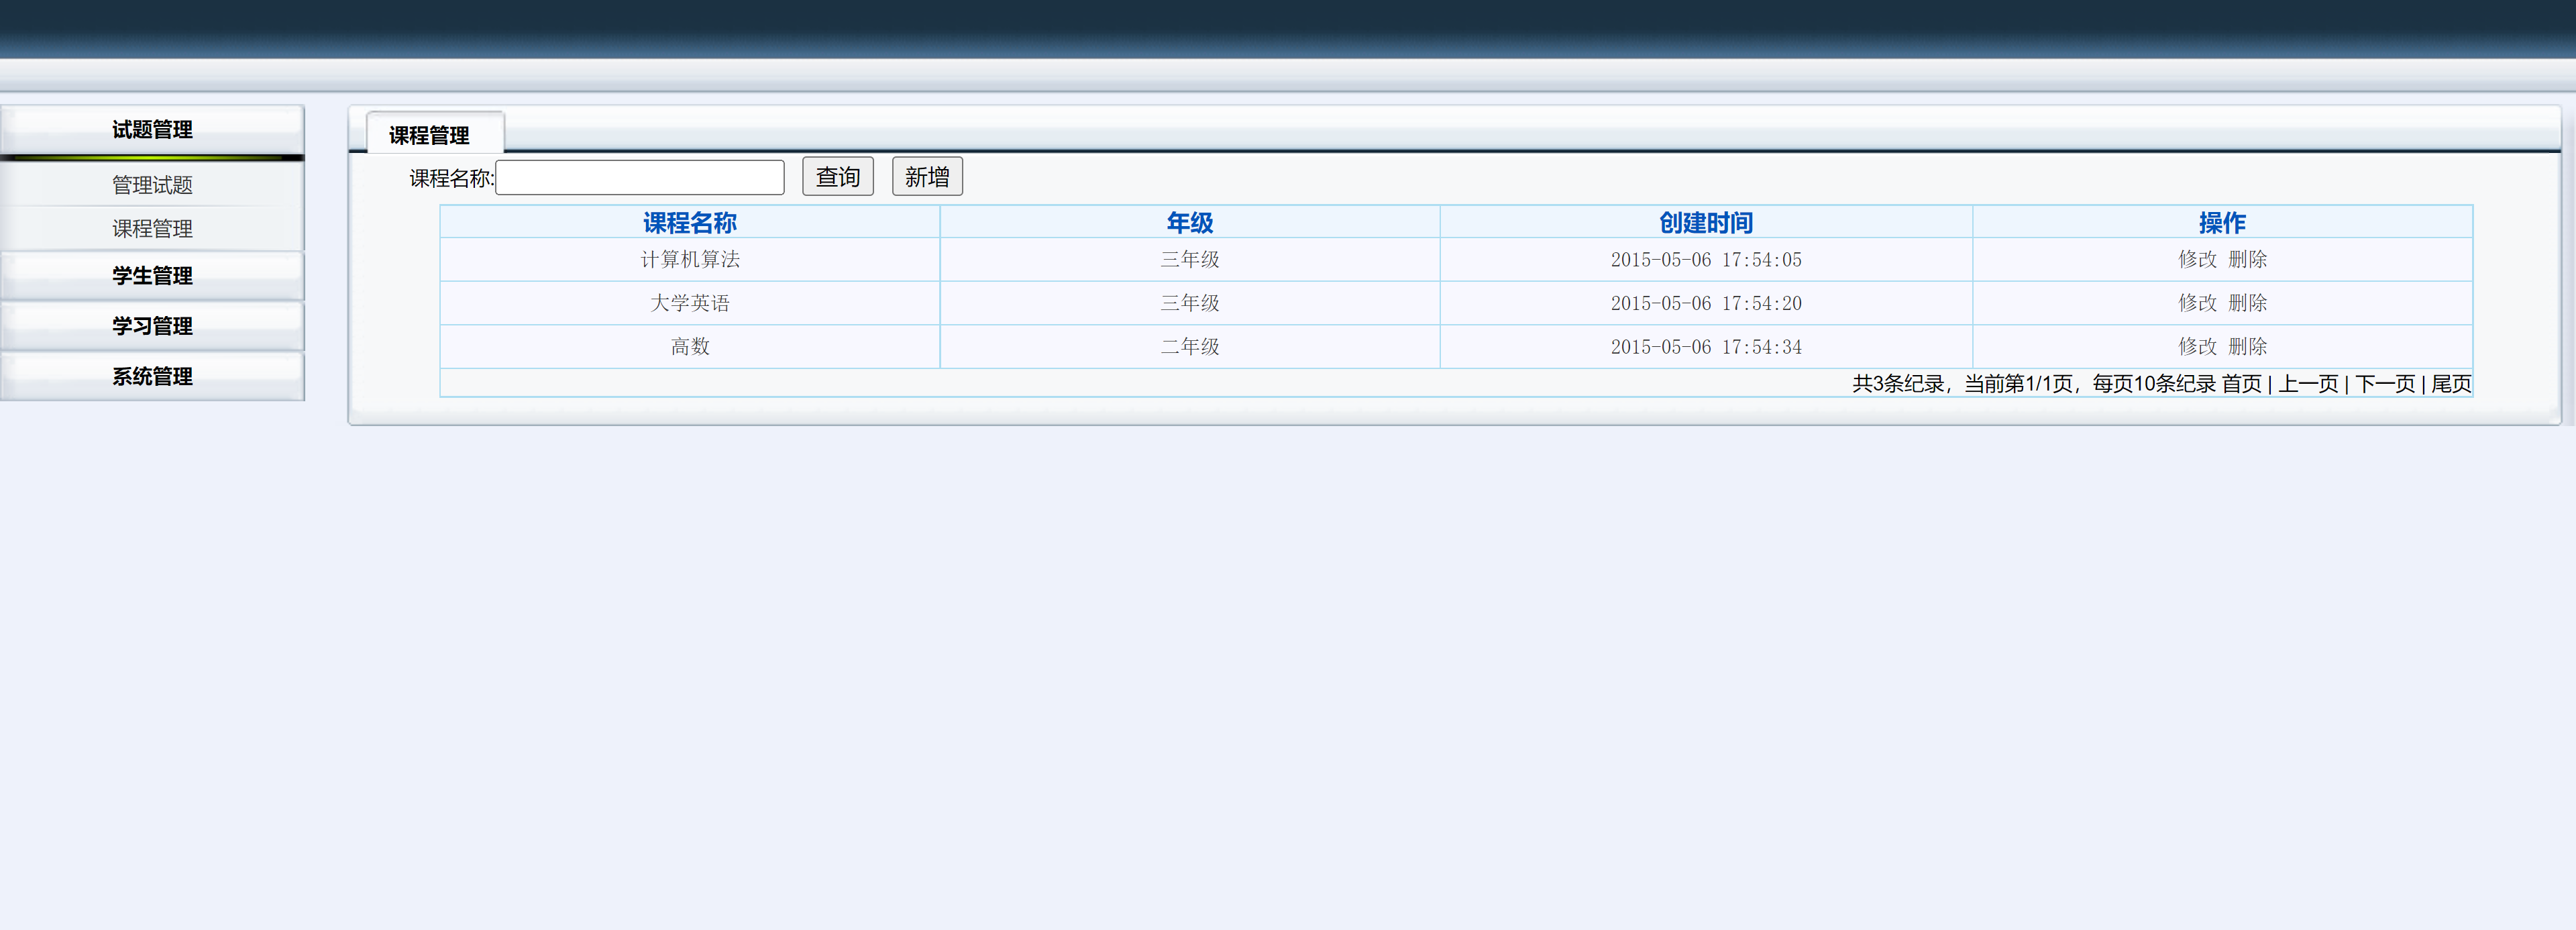 试题管理
管理试题
课程管理
学生管理
学习管理
系统管理
课程管理
课程名称: 查询 新增
课程名称 年级 创建时间 操作
计算机算法 三年级 2015-05-06 17:54:05 修改 删除
大学英语 三年级 2015-05-06 17:54:20 修改 删除
高数 二年级 2015-05-06 17:54:34 修改 删除
共3条纪录，当前第1/1页，每页10条纪录 首页 | 上一页 | 下一页 | 尾页